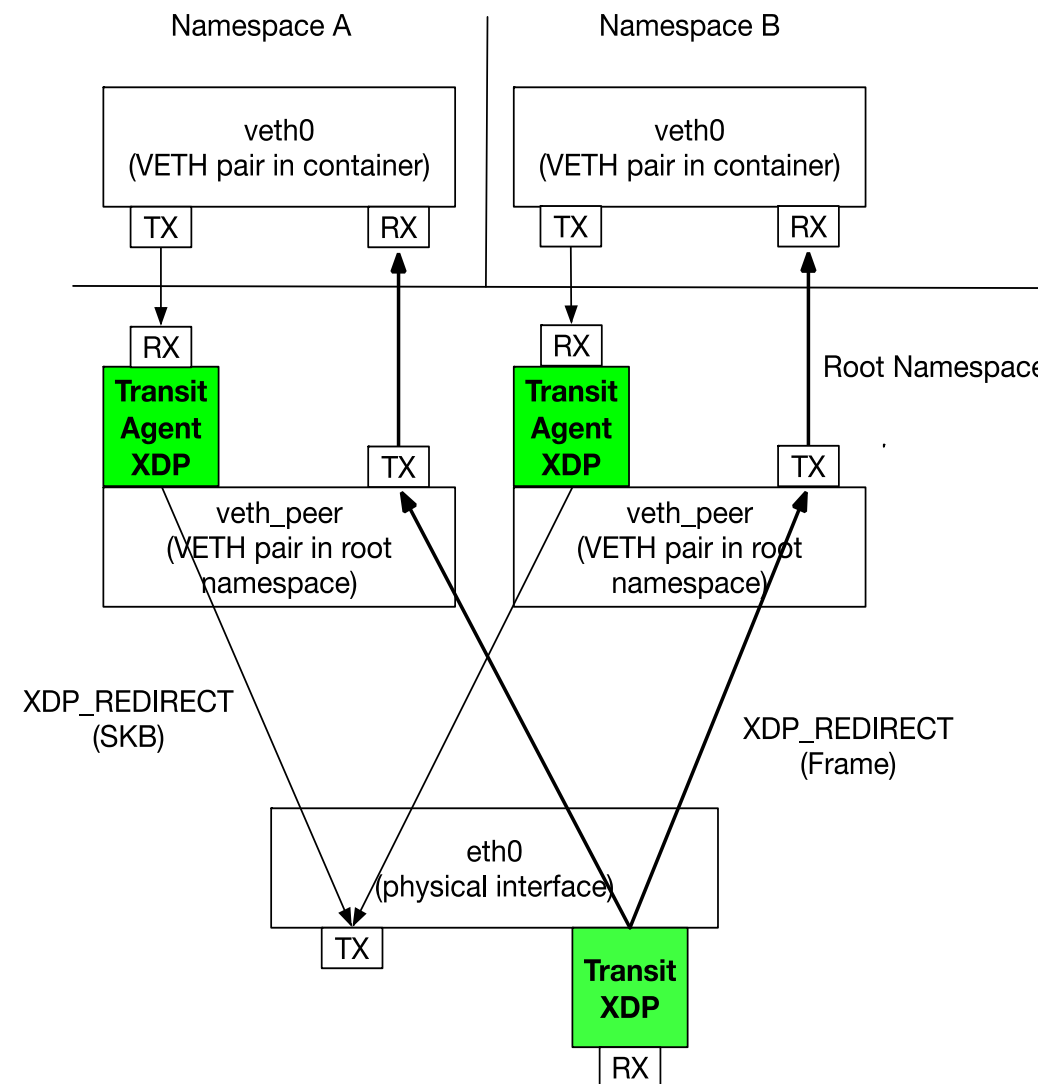 Namespace A
Namespace B
veth0
(VETH pair in container)
veth0
(VETH pair in container)
TX
RX
TX
RX
RX
Transit
Agent
XDP
TX
RX
Transit
Agent
XDP
TX
Root Namespace
veth_peer
(VETH pair in root
namespace)
veth_peer
(VETH pair in root
namespace)
XDP_REDIRECT
(SKB)
XDP_REDIRECT
(Frame)
eth0
(physical interface)
TX
Transit
XDP
RX